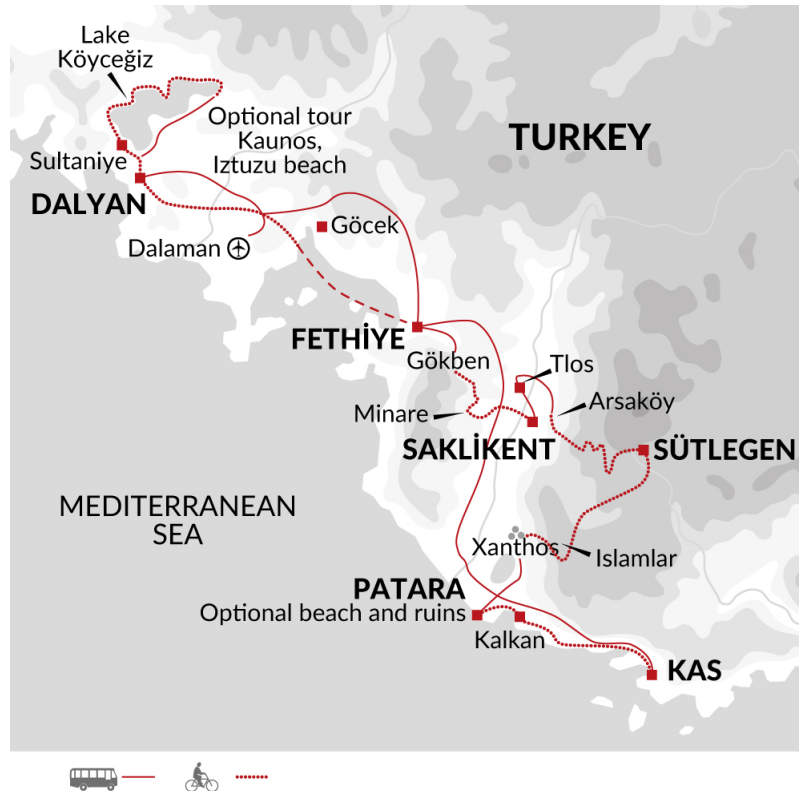 Lake
Köyceğiz
Optional tour
Kaunos,
Iztuzu beach
TURKEY
Sultaniye
DALYAN
Göcek
Dalaman
FETHİYE
Gökben
Tlos
Minare
Arsaköy
SAKLİKENT
SÜTLEGEN
MEDITERRANEAN
SEA
Xanthos
Islamlar
PATARA
Optional beach and ruins
Kalkan
KAS